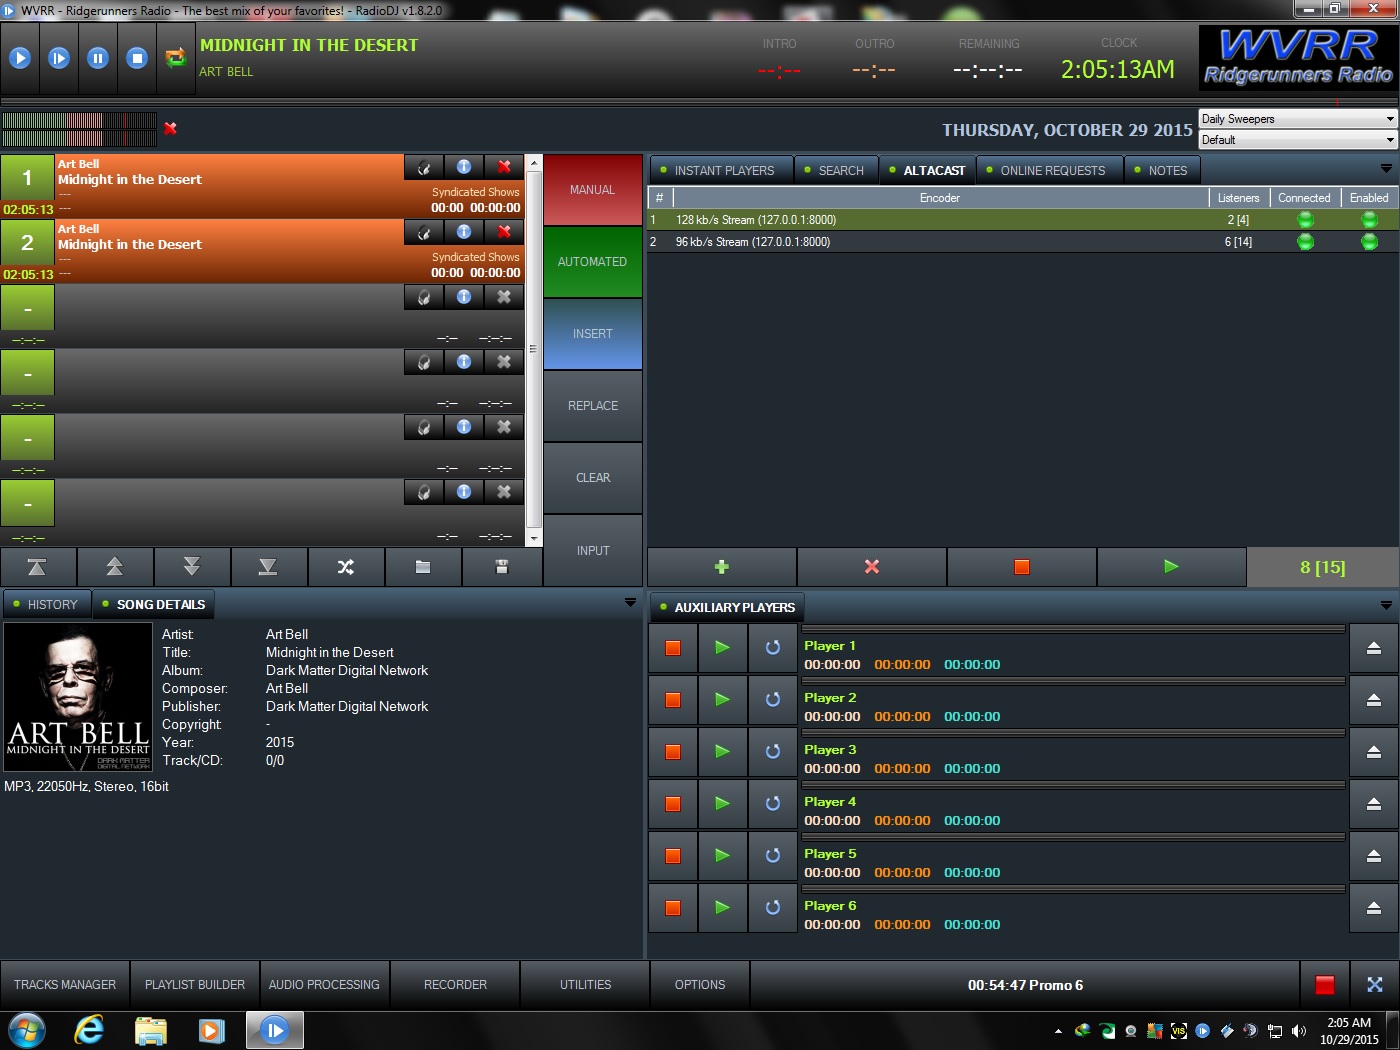 WVRR - Ridgerunners Radio - The best mix of your favorites! - RadioDJ v1.8.2.0
MIDNIGHT IN THE DESERT
ART BELL
INTRO
--:--
OUTRO
--:--
REMAINING
--:--:--
CLOCK
2:05:13AM
WVRR
Ridgerunners Radio
THURSDAY, OCTOBER 29 2015
Daily Sweepers
Default
1
02:05:13
Art Bell
Midnight in the Desert
---
---
Syndicated Shows
00:00 00:00:00
2
02:05:13
Art Bell
Midnight in the Desert
---
---
Syndicated Shows
00:00 00:00:00
-
--:--:--
--:-- --:--:--
-
--:--:--
--:-- --:--:--
-
--:--:--
--:-- --:--:--
-
--:--:--
--:-- --:--:--
MANUAL
AUTOMATED
INSERT
REPLACE
CLEAR
INPUT
INSTANT PLAYERS
SEARCH
ALTACAST
ONLINE REQUESTS
NOTES
# Encoder Listeners Connected Enabled
1 128 kb/s Stream (127.0.0.1:8000) 2 [4]
2 96 kb/s Stream (127.0.0.1:8000) 6 [14]
8 [15]
HISTORY
SONG DETAILS
ART BELL
MIDNIGHT IN THE DESERT
DARK MATTER
DIGITAL NETWORK
Artist: Art Bell
Title: Midnight in the Desert
Album: Dark Matter Digital Network
Composer: Art Bell
Publisher: Dark Matter Digital Network
Copyright: -
Year: 2015
Track/CD: 0/0
MP3, 22050Hz, Stereo, 16bit
AUXILIARY PLAYERS
Player 1
00:00:00 00:00:00 00:00:00
Player 2
00:00:00 00:00:00 00:00:00
Player 3
00:00:00 00:00:00 00:00:00
Player 4
00:00:00 00:00:00 00:00:00
Player 5
00:00:00 00:00:00 00:00:00
Player 6
00:00:00 00:00:00 00:00:00
TRACKS MANAGER
PLAYLIST BUILDER
AUDIO PROCESSING
RECORDER
UTILITIES
OPTIONS
00:54:47 Promo 6
VIS
2:05 AM
10/29/2015